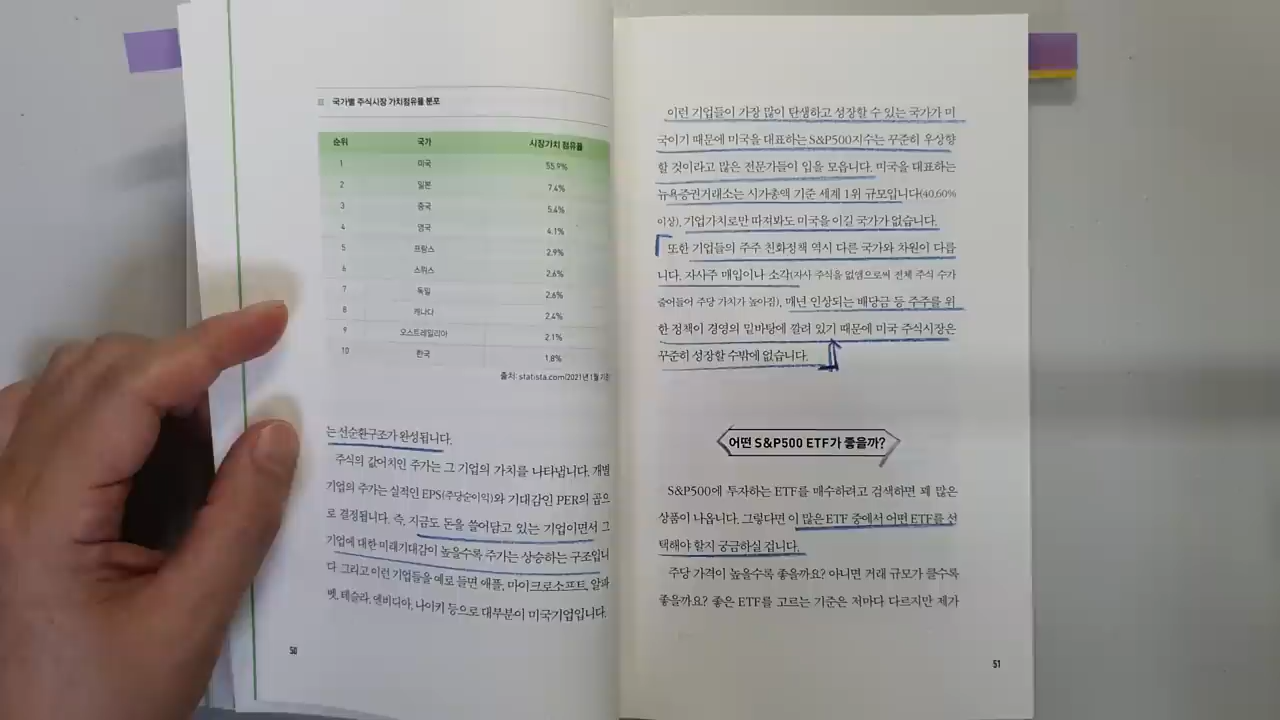 국가별 주식시장 가치점유율 분포
순위 국가 시장가치 점유율
1 미국 55.9%
2 일본 7.4%
3 중국 5.4%
4 영국 4.1%
5 프랑스 2.9%
6 스위스 2.6%
7 독일 2.6%
8 캐나다 2.4%
9 오스트레일리아 2.1%
10 한국 1.8%
출처: statista.com/2021년 1월 기준
는 선순환구조가 완성됩니다.
주식의 값어치인 주가는 그 기업의 가치를 나타냅니다. 개별
기업의 주가는 실적인 EPS(주당순이익)와 기대감인 PER의 곱으
로 결정됩니다. 즉, 지금도 돈을 쓸어담고 있는 기업이면서 그
기업에 대한 미래기대감이 높을수록 주가는 상승하는 구조입니
다. 그리고 이런 기업들을 예로 들면 애플, 마이크로소프트, 알파
벳, 테슬라, 엔비디아, 나이키 등으로 대부분이 미국기업입니다.
50
이런 기업들이 가장 많이 탄생하고 성장할 수 있는 국가가 미
국이기 때문에 미국을 대표하는 S&P500지수는 꾸준히 우상향
할 것이라고 많은 전문가들이 입을 모읍니다. 미국을 대표하는
뉴욕증권거래소는 시가총액 기준 세계 1위 규모입니다(40.60%
이상). 기업가치로만 따져봐도 미국을 이길 국가가 없습니다.
또한 기업들의 주주 친화정책 역시 다른 국가와 차원이 다릅
니다. 자사주 매입이나 소각(자사 주식을 없앰으로써 전체 주식 수가
줄어들어 주당 가치가 높아짐), 매년 인상되는 배당금 등 주주를 위
한 정책이 경영의 밑바탕에 깔려 있기 때문에 미국 주식시장은
꾸준히 성장할 수밖에 없습니다.
어떤 S&P500 ETF가 좋을까?
S&P500에 투자하는 ETF를 매수하려고 검색하면 꽤 많은
상품이 나옵니다. 그렇다면 이 많은 ETF 중에서 어떤 ETF를 선
택해야 할지 궁금하실 겁니다.
주당 가격이 높을수록 좋을까요? 아니면 거래 규모가 클수록
좋을까요? 좋은 ETF를 고르는 기준은 저마다 다르지만 제가
51